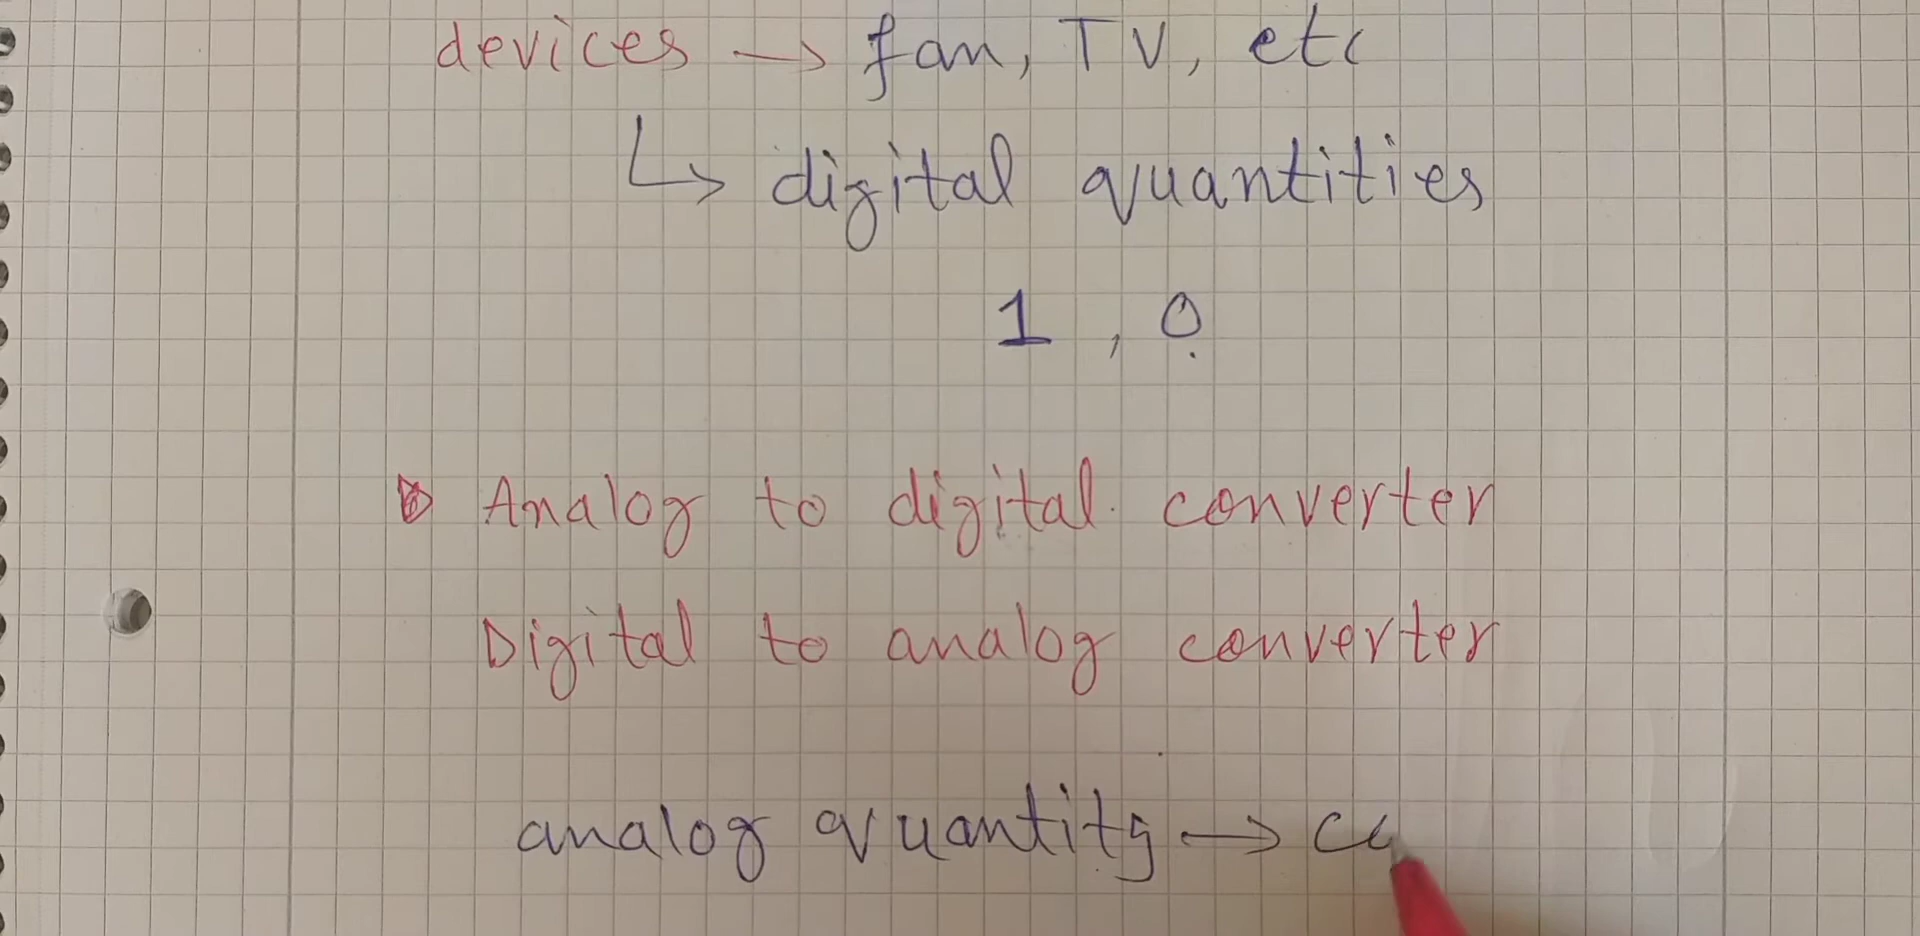 devices → fan, TV, etc
↳ digital quantities
1 , 0
Analog to digital converter
Digital to analog converter
analog quantity →